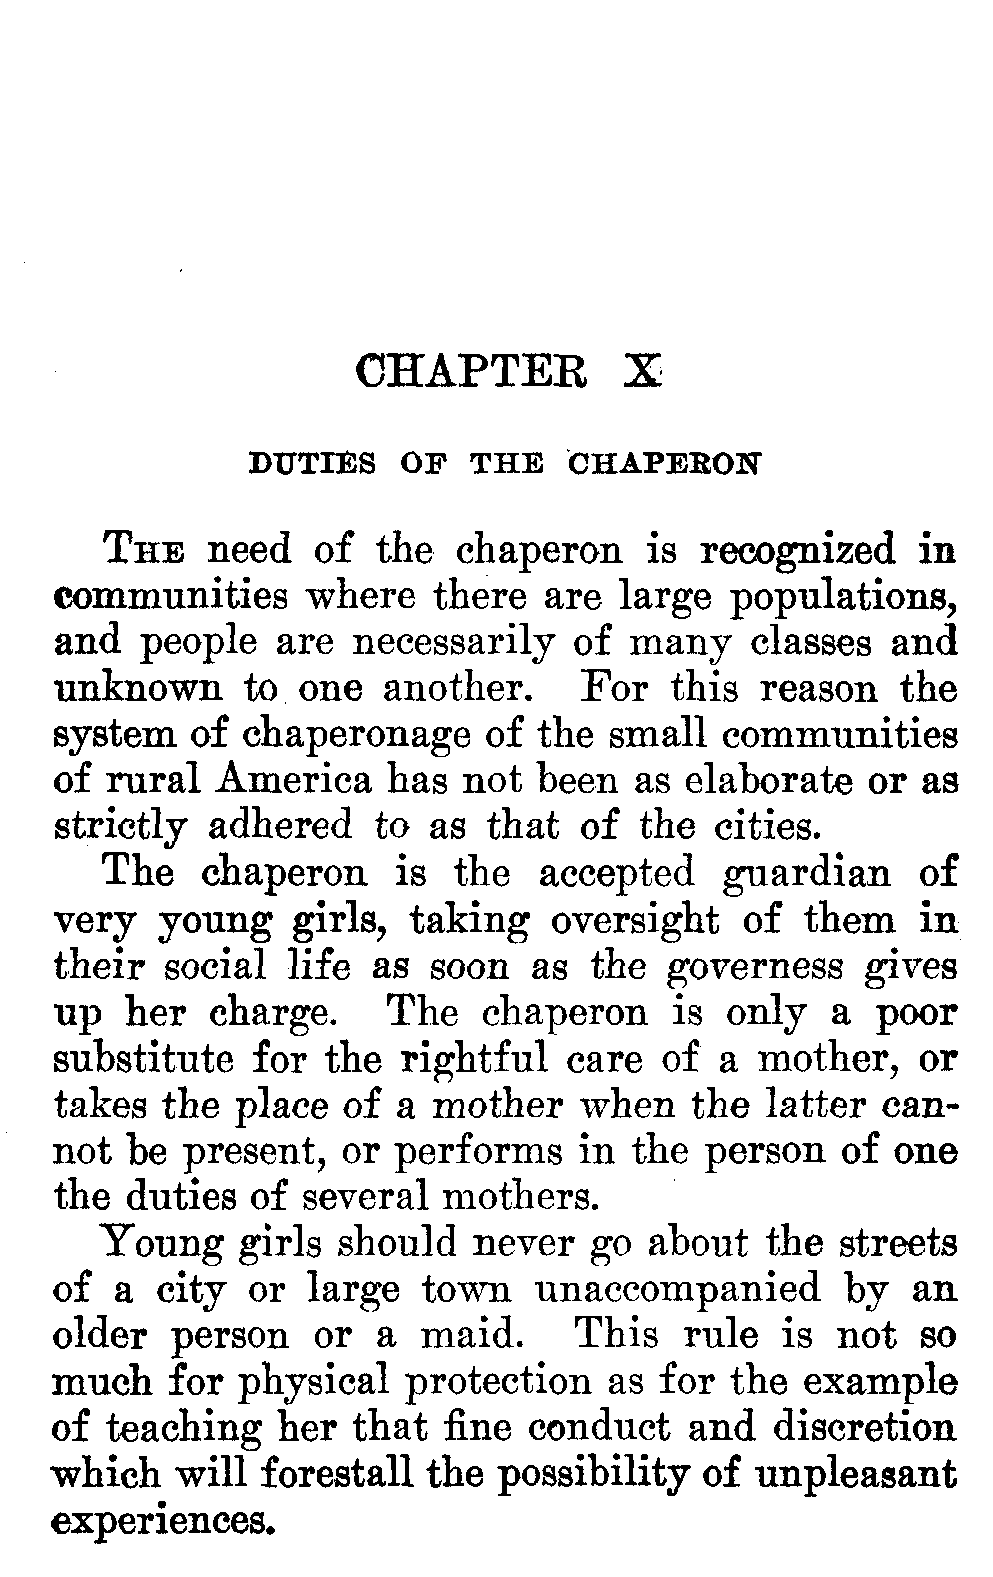 CHAPTER X
DUTIES OF THE CHAPERON
THE need of the chaperon is recognized in
communities where there are large populations,
and people are necessarily of many classes and
unknown to one another. For this reason the
system of chaperonage of the small communities
of rural America has not been as elaborate or as
strictly adhered to as that of the cities.
The chaperon is the accepted guardian of
very young girls, taking oversight of them in
their social life as soon as the governess gives
up her charge. The chaperon is only a poor
substitute for the rightful care of a mother, or
takes the place of a mother when the latter can-
not be present, or performs in the person of one
the duties of several mothers.
Young girls should never go about the streets
of a city or large town unaccompanied by an
older person or a maid. This rule is not so
much for physical protection as for the example
of teaching her that fine conduct and discretion
which will forestall the possibility of unpleasant
experiences.